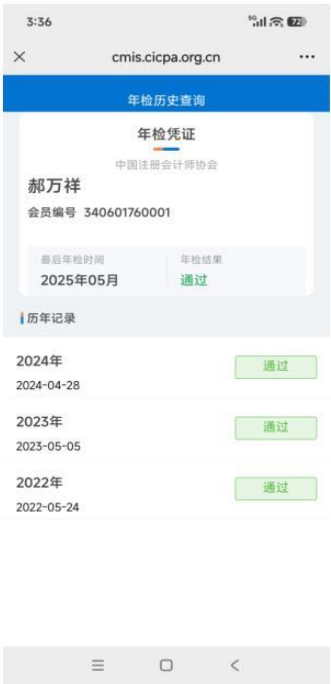 3:36
5G 72
cmis.cicpa.org.cn
年检历史查询
年检凭证
中国注册会计师协会
郝万祥
会员编号 340601760001
最后年检时间 年检结果
2025年05月 通过
历年记录
2024年 通过
2024-04-28
2023年 通过
2023-05-05
2022年 通过
2022-05-24